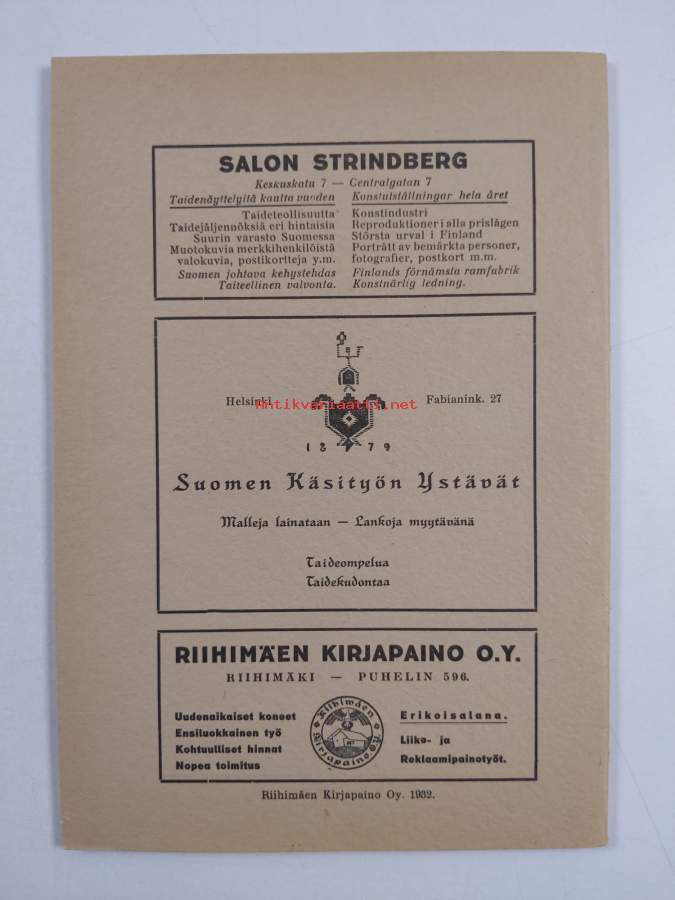 SALON STRINDBERG
Keskuskatu 7 — Centralgatan 7
Taidenäyttelyitä kautta vuoden
Taideteollisuutta
Taidejäljennöksiä eri hintaisia
Suurin varasto Suomessa
Muotokuvia merkkihenkilöistä
valokuvia, postikortteja y.m.
Suomen johtava kehystehdas
Taiteellinen valvonta.
Konstutställningar hela året
Konstindustri
Reproduktioner i alla prislägen
Största urval i Finland
Porträtt av bemärkta personer,
fotografier, postkort m.m.
Finlands förnämsta ramfabrik
Konstnärlig ledning.
Helsinki
Fabianink. 27
Antikvariaatti.net
1879
Suomen Käsityön Ystävät
Malleja lainataan — Lankoja myytävänä
Taideompelua
Taidekudontaa
RIIHIMÄEN KIRJAPAINO O.Y.
RIIHIMÄKI — PUHELIN 596.
Uudenaikaiset koneet
Ensiluokkainen työ
Kohtuulliset hinnat
Nopea toimitus
Riihimäen Kirjapaino O.Y.
Erikoisalana.
Liike- ja
Reklaamipainotyöt.
Riihimäen Kirjapaino Oy. 1932.